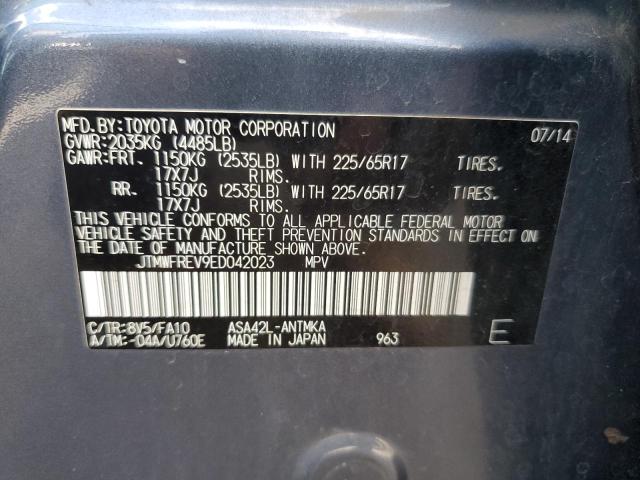 MFD.BY:TOYOTA MOTOR CORPORATION 07/14
GVWR:2035KG (4485LB)
GAWR:FRT. 1150KG (2535LB) WITH 225/65R17 TIRES.
17X7J RIMS.
RR. 1150KG (2535LB) WITH 225/65R17 TIRES.
17X7J RIMS.
THIS VEHICLE CONFORMS TO ALL APPLICABLE FEDERAL MOTOR
VEHICLE SAFETY AND THEFT PREVENTION STANDARDS IN EFFECT ON
THE DATE OF MANUFACTURE SHOWN ABOVE.
JTMWFREV9ED042023 MPV
C/TR:8V5/FA10 ASA42L-ANTMKA
A/TM:-04A/U760E MADE IN JAPAN 963 E